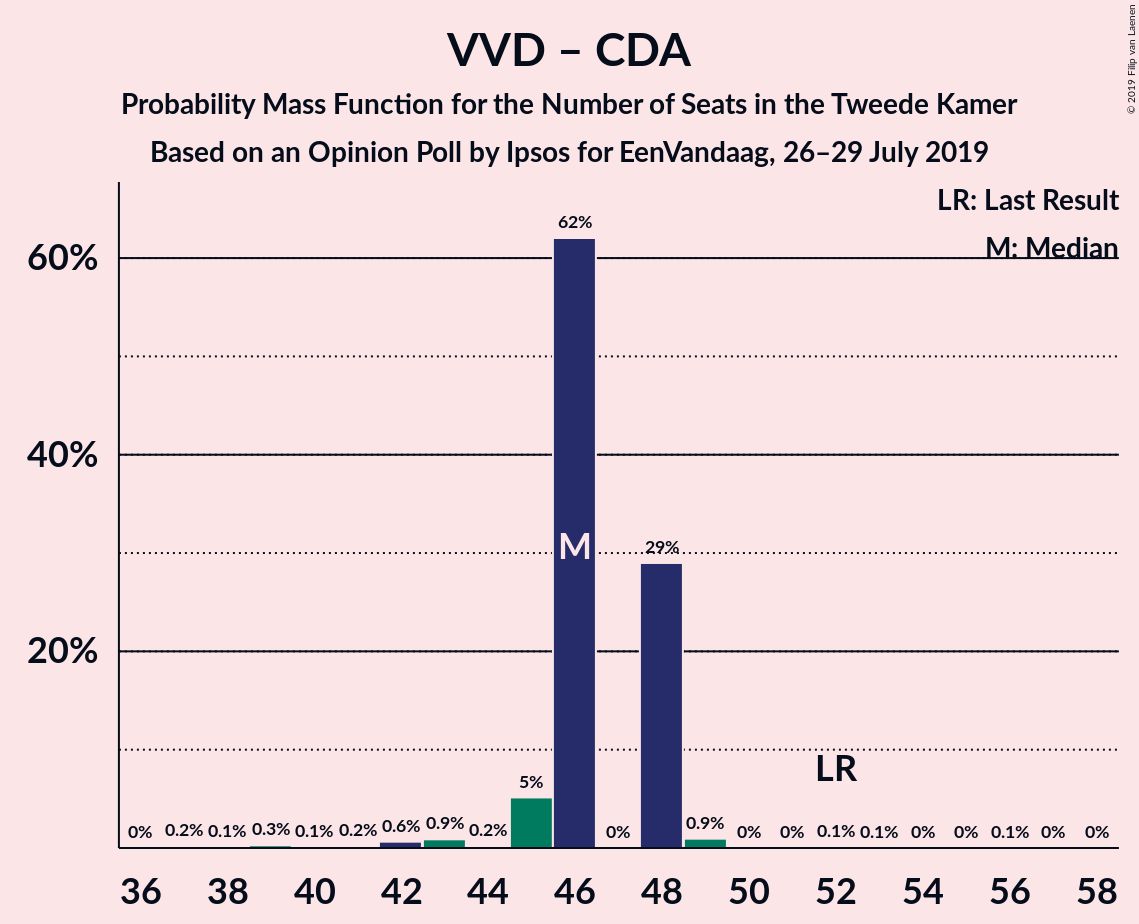 VVD – CDA
Probability Mass Function for the Number of Seats in the Tweede Kamer
Based on an Opinion Poll by Ipsos for EenVandaag, 26–29 July 2019
© 2019 Filip van Laenen
LR: Last Result
M: Median
60%
40%
20%
0%
0.2%
0.1%
0.3%
0.1%
0.2%
0.6%
0.9%
0.2%
5%
62%
M
0%
29%
0.9%
0%
0%
LR
0.1%
0.1%
0%
0%
0.1%
0%
0%
36 38 40 42 44 46 48 50 52 54 56 58